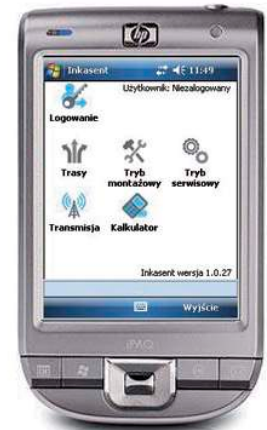 hp
Inkasent 11:49
Użytkownik: Niezalogowany
Logowanie
Trasy
Tryb montażowy
Tryb serwisowy
Transmisja
Kalkulator
Inkasent wersja 1.0.27
Wyjście
iPAQ